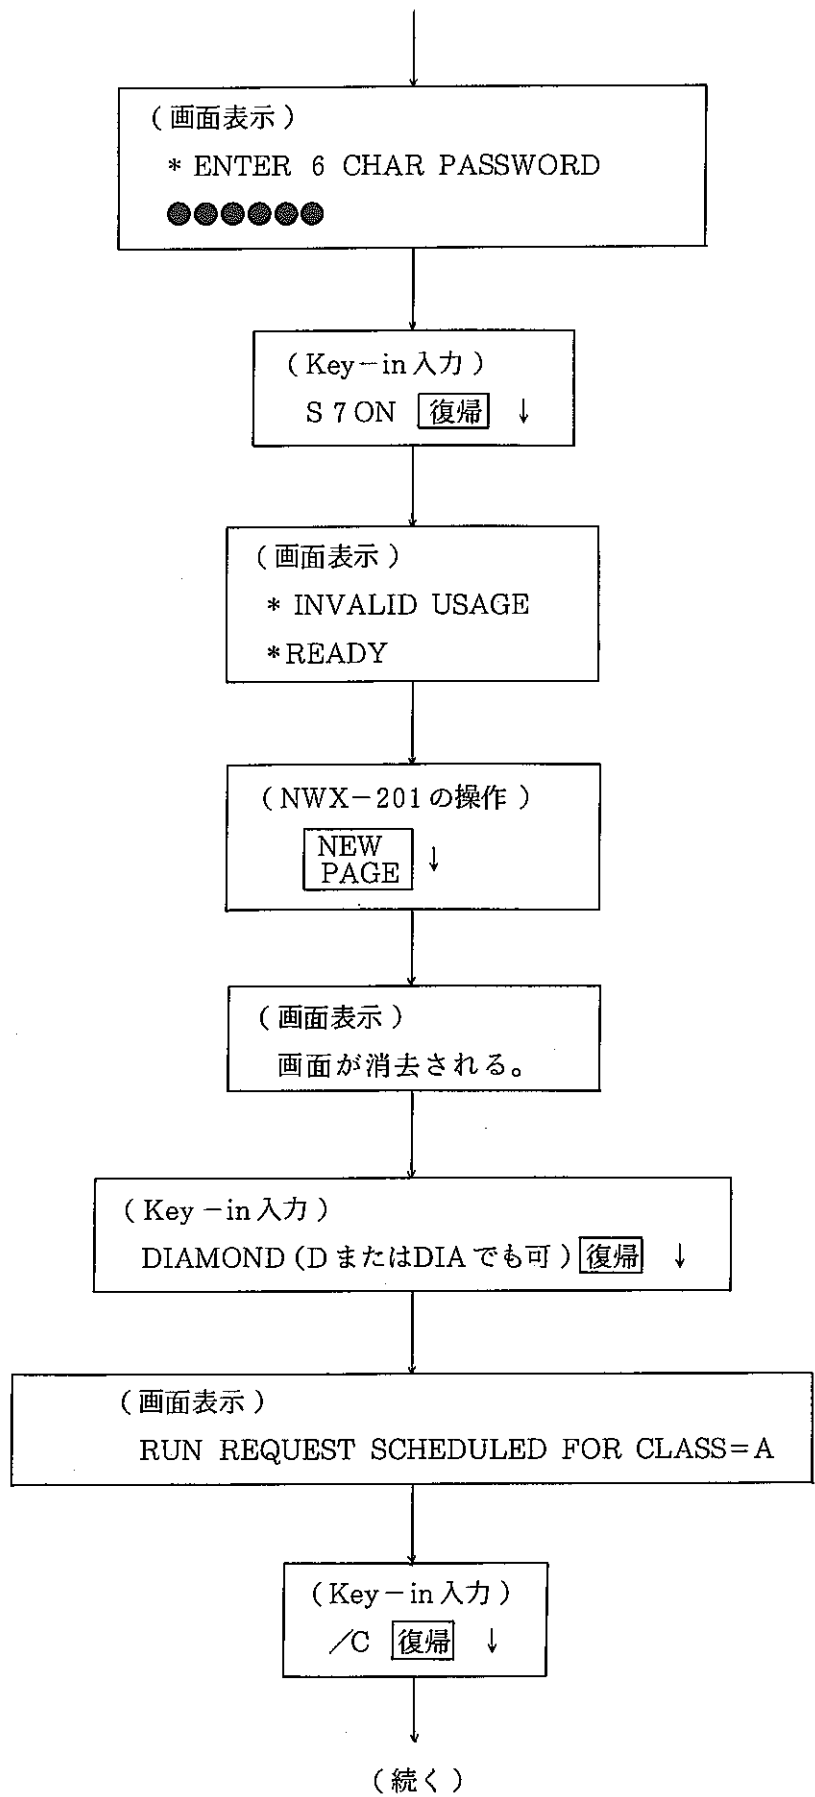 （画面表示）
* ENTER 6 CHAR PASSWORD
●●●●●●
（Key－in入力）
S7ON 復帰 ↓
（画面表示）
* INVALID USAGE
*READY
（NWX－201の操作）
NEW
PAGE ↓
（画面表示）
画面が消去される。
（Key－in入力）
DIAMOND（DまたはDIAでも可）復帰 ↓
（画面表示）
RUN REQUEST SCHEDULED FOR CLASS=A
（Key－in入力）
／C 復帰 ↓
（続く）